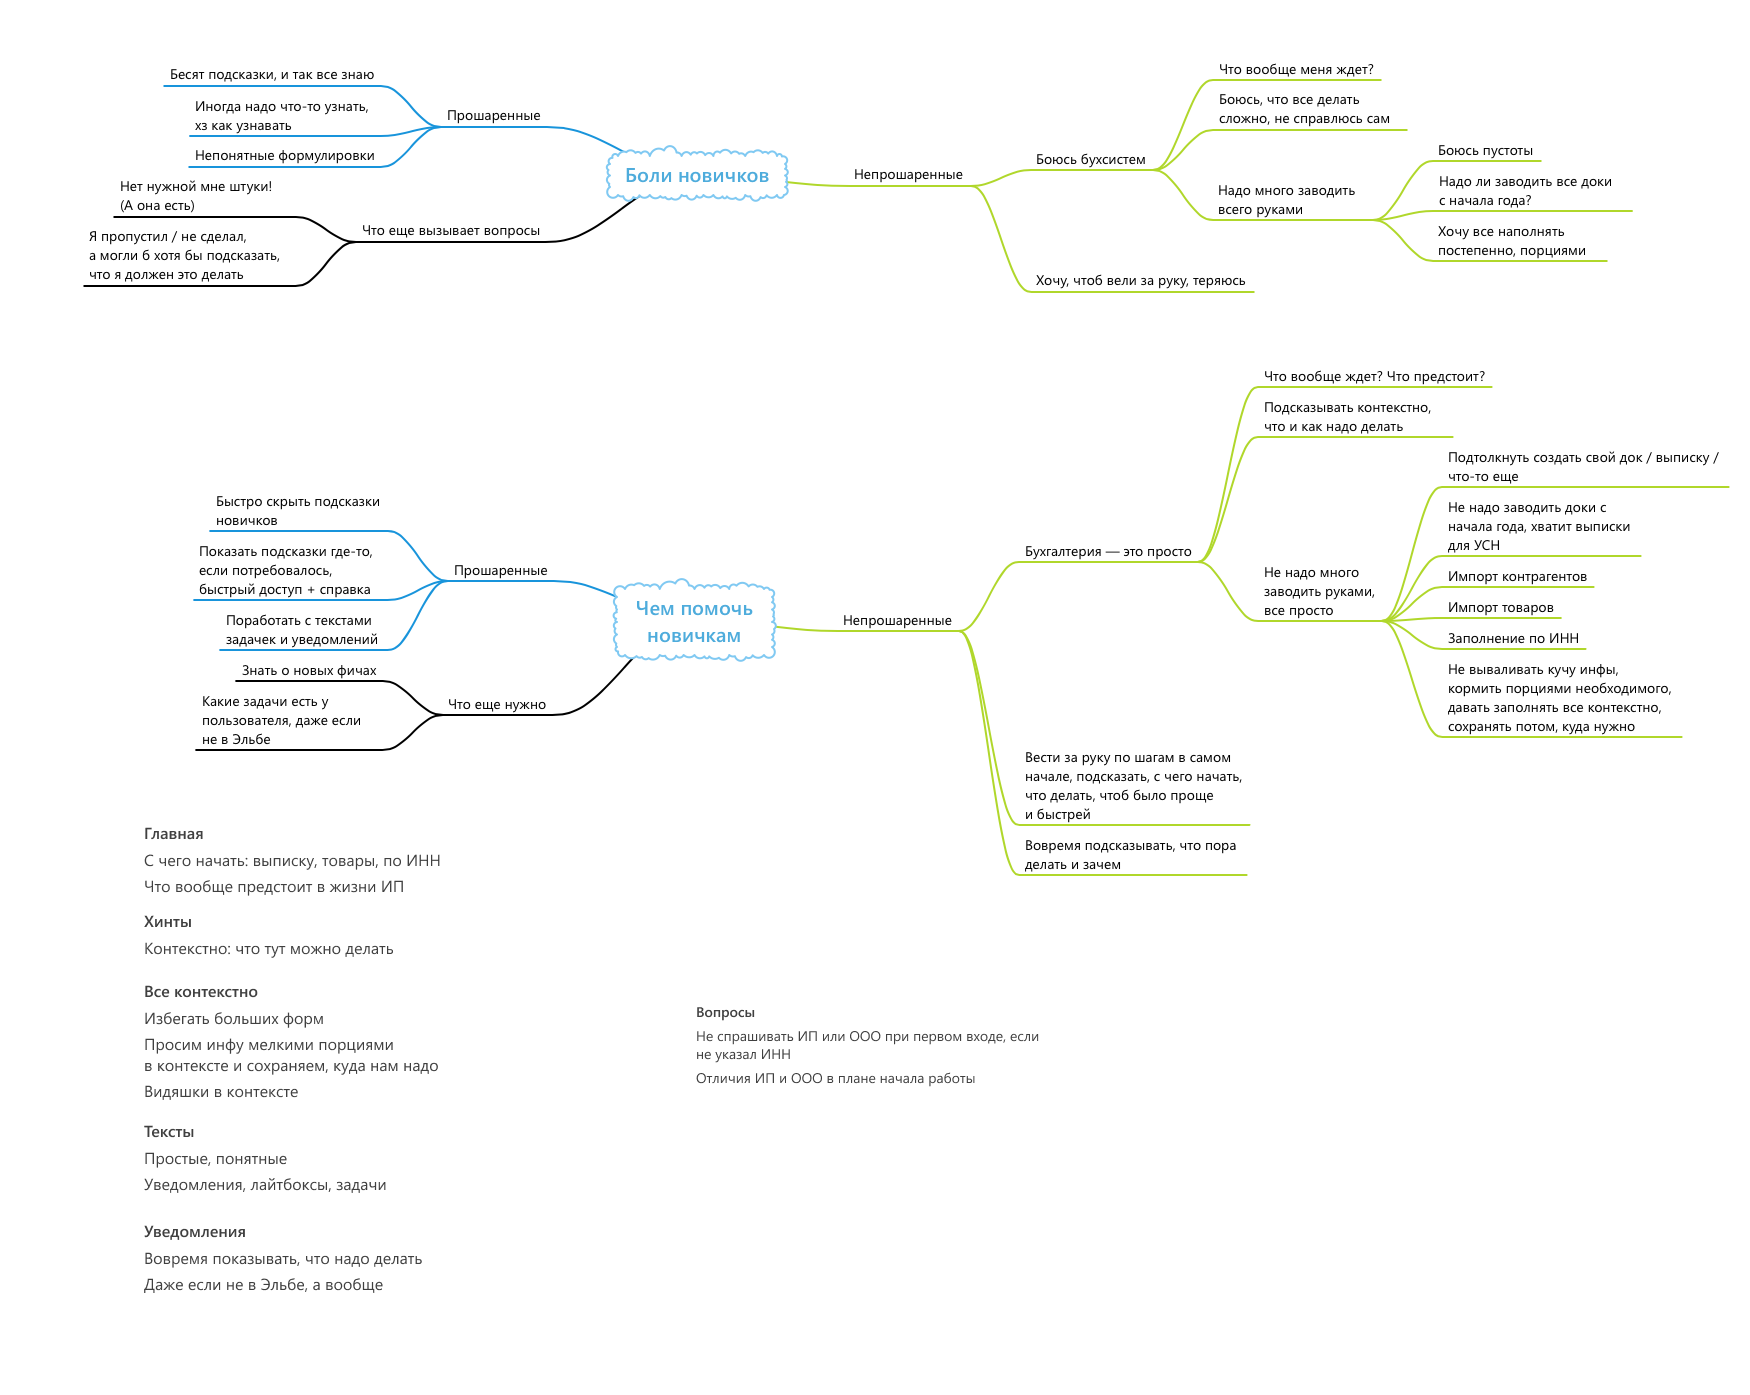 Бесят подсказки, и так все знаю
Иногда надо что-то узнать,
хз как узнавать
Непонятные формулировки
Прошаренные
Нет нужной мне штуки!
(А она есть)
Я пропустил / не сделал,
а могли б хотя бы подсказать,
что я должен это делать
Что еще вызывает вопросы
Боли новичков
Непрошаренные
Боюсь бухсистем
Что вообще меня ждет?
Боюсь, что все делать
сложно, не справлюсь сам
Надо много заводить
всего руками
Боюсь пустоты
Надо ли заводить все доки
с начала года?
Хочу все наполнять
постепенно, порциями
Хочу, чтоб вели за руку, теряюсь
Быстро скрыть подсказки
новичков
Показать подсказки где-то,
если потребовалось,
быстрый доступ + справка
Поработать с текстами
задачек и уведомлений
Прошаренные
Знать о новых фичах
Какие задачи есть у
пользователя, даже если
не в Эльбе
Что еще нужно
Чем помочь
новичкам
Непрошаренные
Бухгалтерия — это просто
Что вообще ждет? Что предстоит?
Подсказывать контекстно,
что и как надо делать
Не надо много
заводить руками,
все просто
Подтолкнуть создать свой док / выписку /
что-то еще
Не надо заводить доки с
начала года, хватит выписки
для УСН
Импорт контрагентов
Импорт товаров
Заполнение по ИНН
Не вываливать кучу инфы,
кормить порциями необходимого,
давать заполнять все контекстно,
сохранять потом, куда нужно
Вести за руку по шагам в самом
начале, подсказать, с чего начать,
что делать, чтоб было проще
и быстрей
Вовремя подсказывать, что пора
делать и зачем
Главная
С чего начать: выписку, товары, по ИНН
Что вообще предстоит в жизни ИП
Хинты
Контекстно: что тут можно делать
Все контекстно
Избегать больших форм
Просим инфу мелкими порциями
в контексте и сохраняем, куда нам надо
Видяшки в контексте
Тексты
Простые, понятные
Уведомления, лайтбоксы, задачи
Уведомления
Вовремя показывать, что надо делать
Даже если не в Эльбе, а вообще
Вопросы
Не спрашивать ИП или ООО при первом входе, если
не указал ИНН
Отличия ИП и ООО в плане начала работы